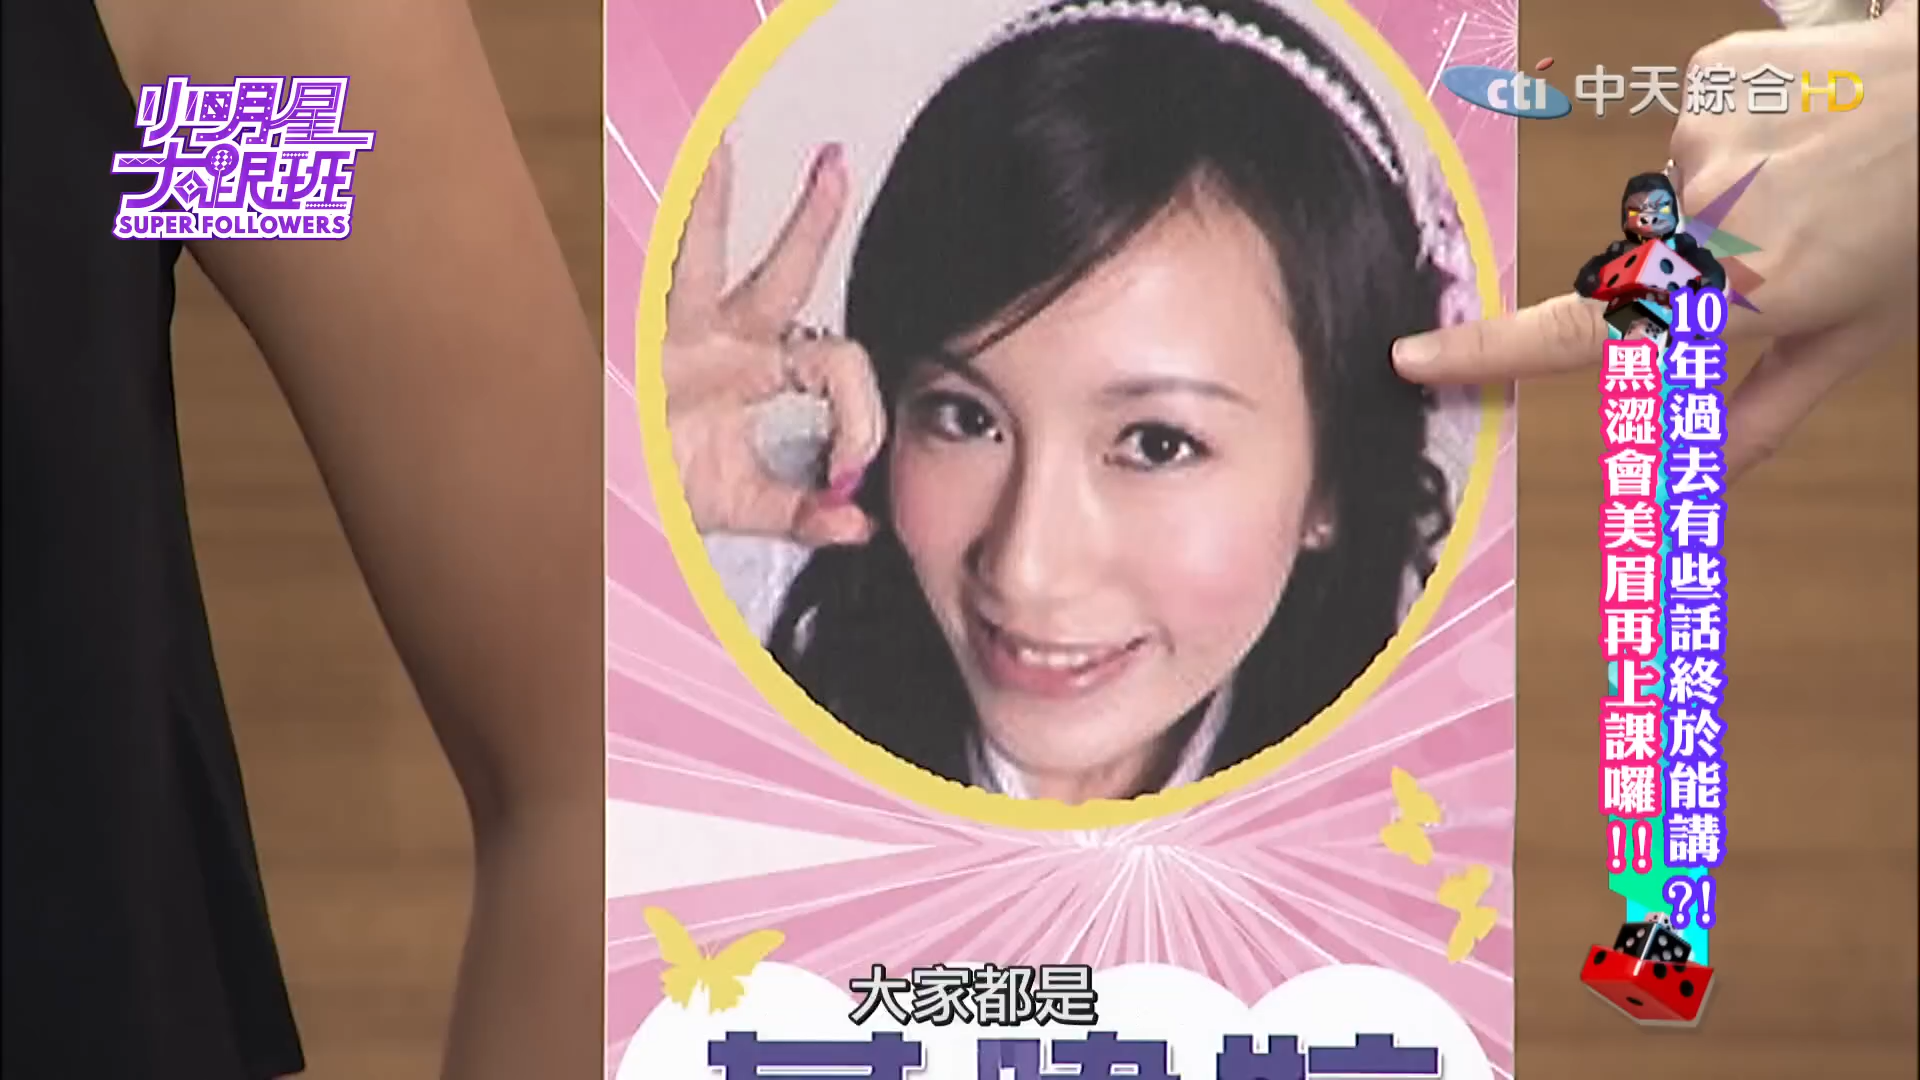 小明星
大跟班
SUPER FOLLOWERS
cti 中天綜合HD
10年過去有些話終於能講?!
黑澀會美眉再上課囉!!
大家都是